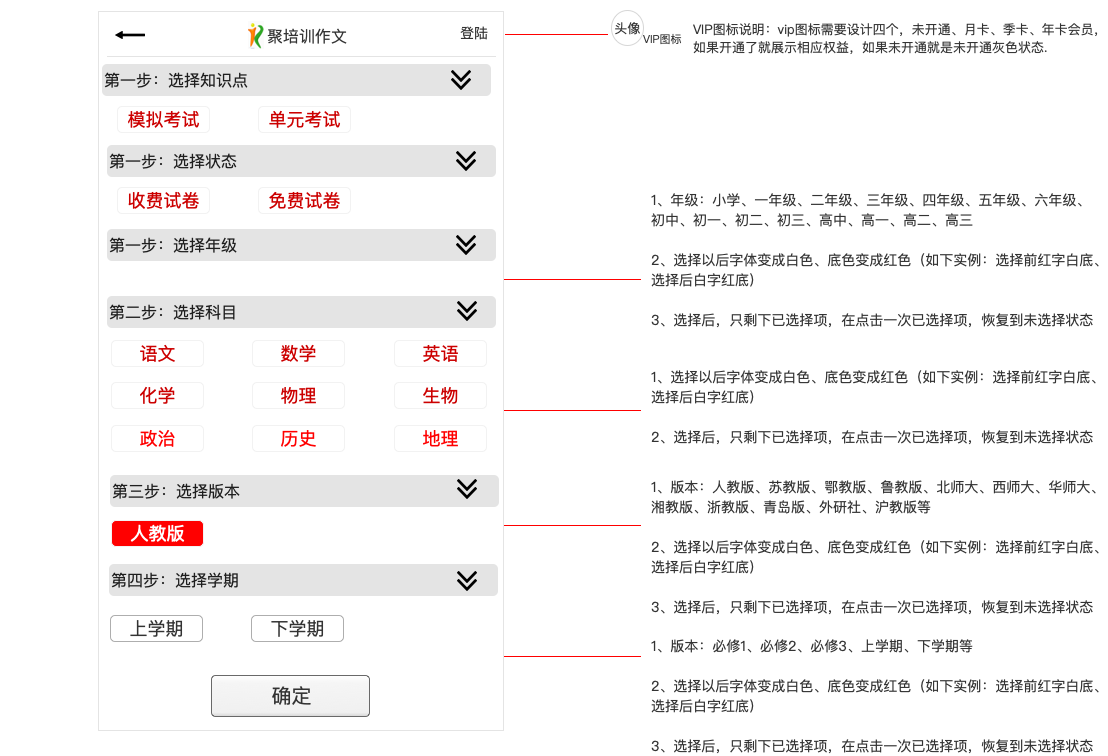 聚培训作文
登陆
第一步：选择知识点
模拟考试
单元考试
第一步：选择状态
收费试卷
免费试卷
第一步：选择年级
第二步：选择科目
语文
数学
英语
化学
物理
生物
政治
历史
地理
第三步：选择版本
人教版
第四步：选择学期
上学期
下学期
确定
头像
VIP图标
VIP图标说明：vip图标需要设计四个，未开通、月卡、季卡、年卡会员，
如果开通了就展示相应权益，如果未开通就是未开通灰色状态.
1、年级：小学、一年级、二年级、三年级、四年级、五年级、六年级、
初中、初一、初二、初三、高中、高一、高二、高三
2、选择以后字体变成白色、底色变成红色（如下实例：选择前红字白底、
选择后白字红底）
3、选择后，只剩下已选择项，在点击一次已选择项，恢复到未选择状态
1、选择以后字体变成白色、底色变成红色（如下实例：选择前红字白底、
选择后白字红底）
2、选择后，只剩下已选择项，在点击一次已选择项，恢复到未选择状态
1、版本：人教版、苏教版、鄂教版、鲁教版、北师大、西师大、华师大、
湘教版、浙教版、青岛版、外研社、沪教版等
2、选择以后字体变成白色、底色变成红色（如下实例：选择前红字白底、
选择后白字红底）
3、选择后，只剩下已选择项，在点击一次已选择项，恢复到未选择状态
1、版本：必修1、必修2、必修3、上学期、下学期等
2、选择以后字体变成白色、底色变成红色（如下实例：选择前红字白底、
选择后白字红底）
3、选择后，只剩下已选择项，在点击一次已选择项，恢复到未选择状态